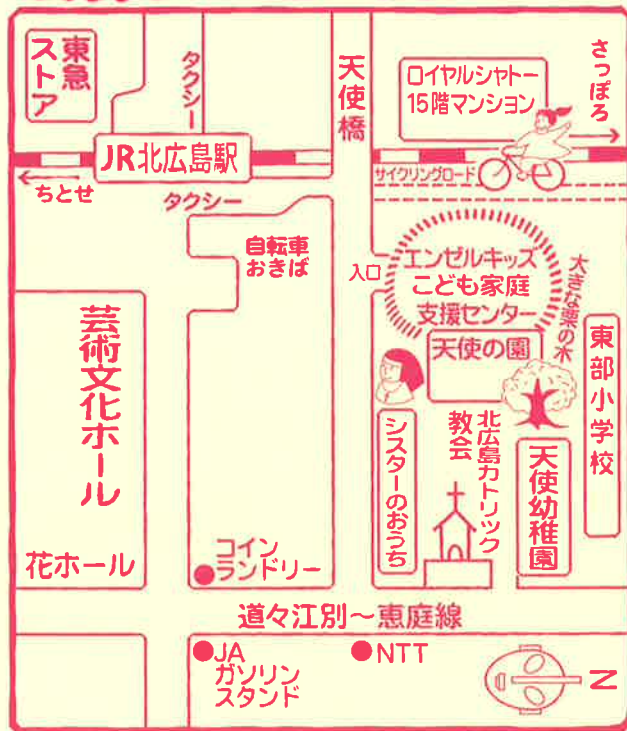 東急
ストア
タクシー
天使橋
ロイヤルシャトー
15階マンション
さっぽろ
JR北広島駅
ちとせ
サイクリングロード
タクシー
自転車
おきば
入口
エンゼルキッズ
こども家庭
支援センター
大きな栗の木
天使の園
東部小学校
芸術文化ホール
花ホール
シスターのおうち
北広島カトリック
教会
天使幼稚園
コイン
ランドリー
道々江別～恵庭線
JA
ガソリン
スタンド
NTT
N